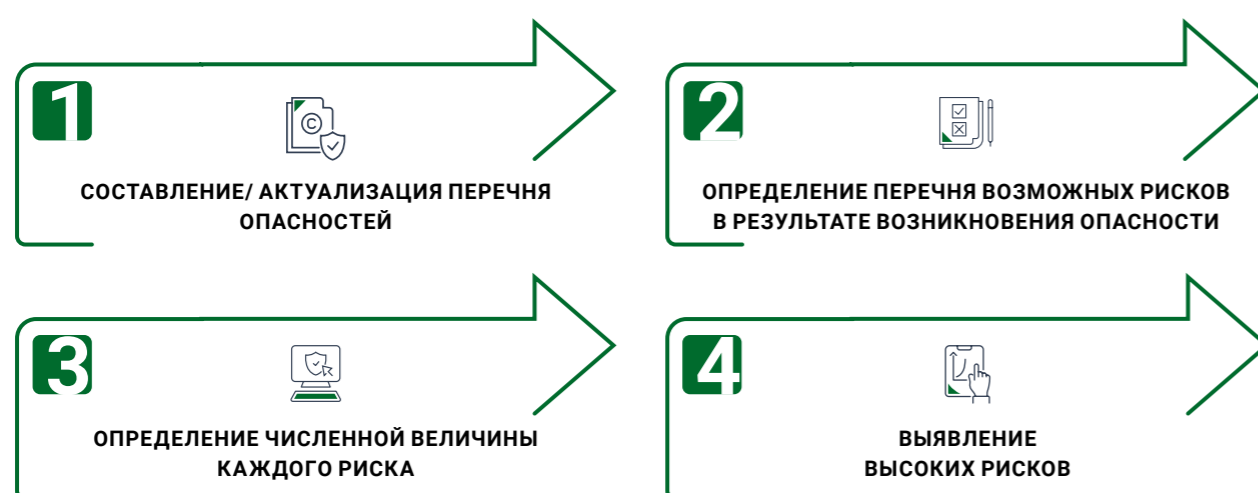 1
СОСТАВЛЕНИЕ/ АКТУАЛИЗАЦИЯ ПЕРЕЧНЯ
ОПАСНОСТЕЙ
2
ОПРЕДЕЛЕНИЕ ПЕРЕЧНЯ ВОЗМОЖНЫХ РИСКОВ
В РЕЗУЛЬТАТЕ ВОЗНИКНОВЕНИЯ ОПАСНОСТИ
3
ОПРЕДЕЛЕНИЕ ЧИСЛЕННОЙ ВЕЛИЧИНЫ
КАЖДОГО РИСКА
4
ВЫЯВЛЕНИЕ
ВЫСОКИХ РИСКОВ